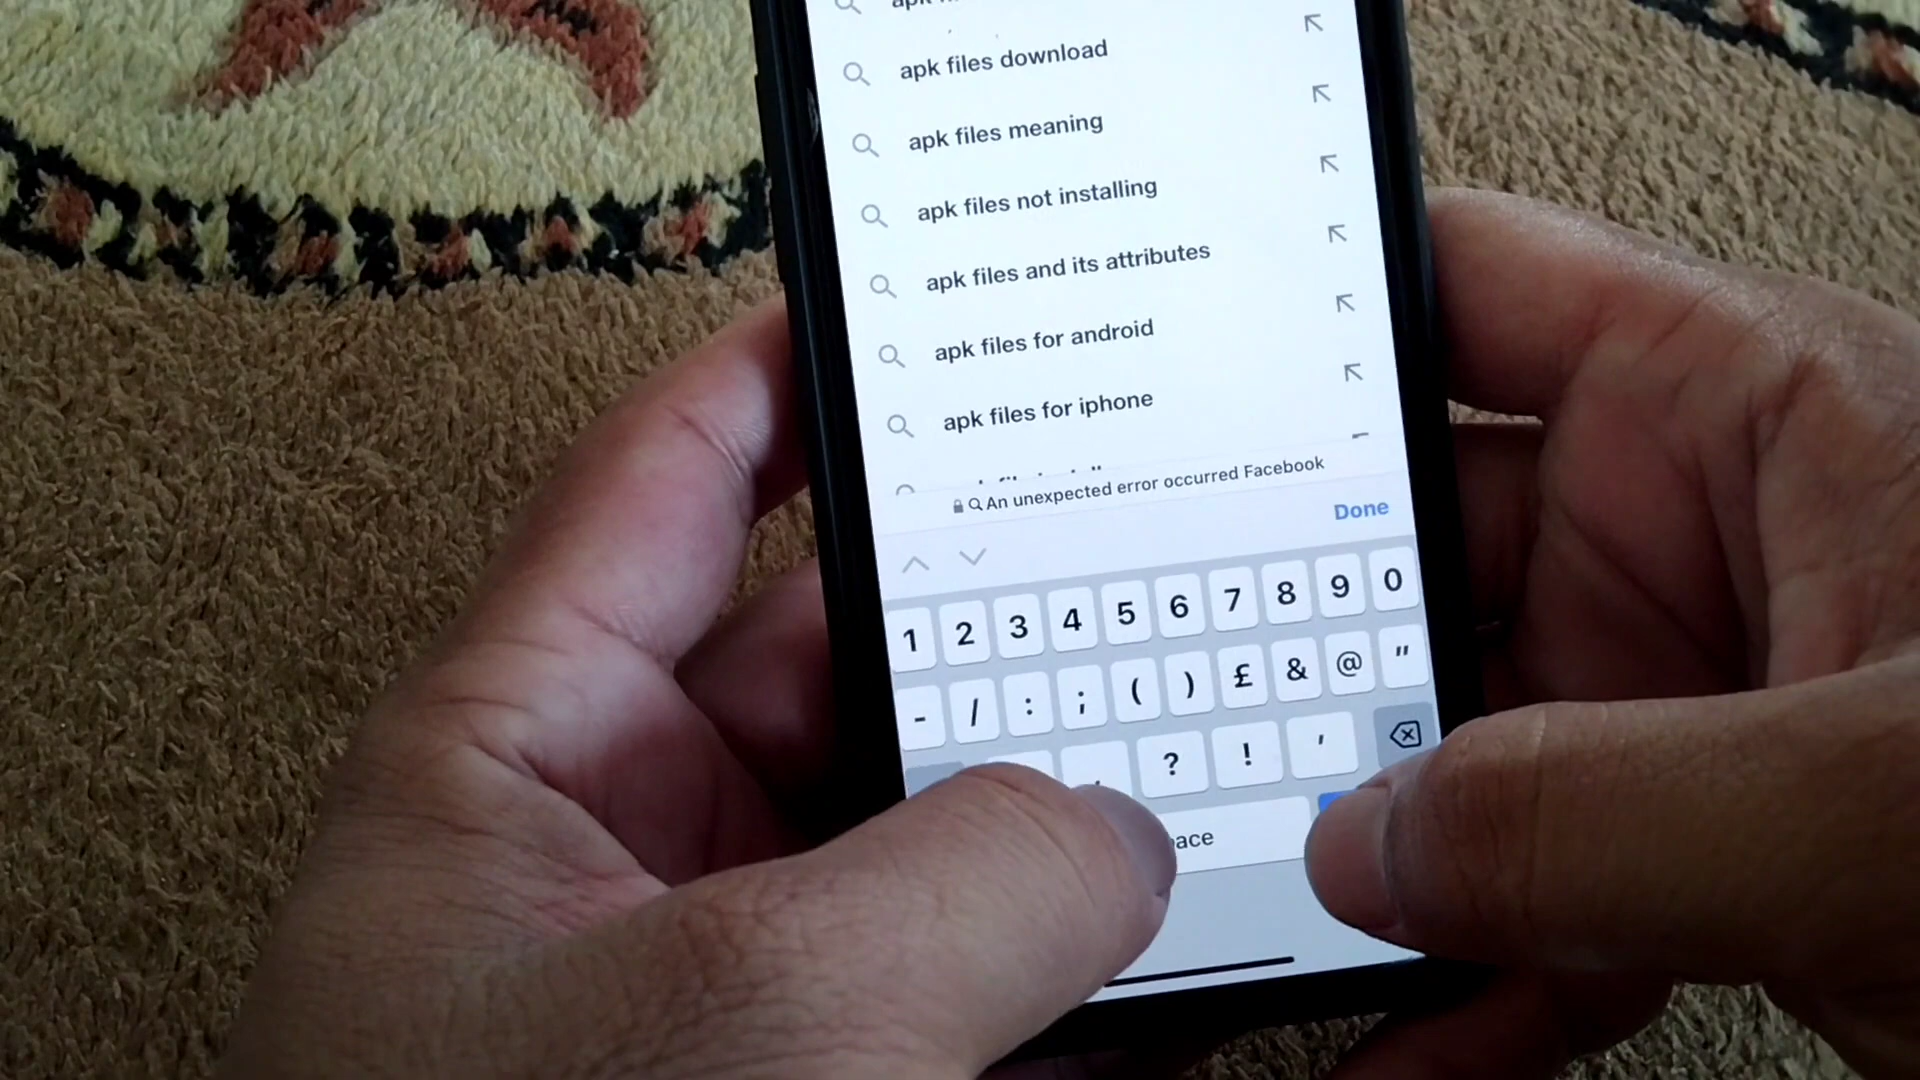 apk files download
apk files meaning
apk files not installing
apk files and its attributes
apk files for android
apk files for iphone
An unexpected error occurred Facebook
Done
1 2 3 4 5 6 7 8 9 0
- / : ; ( ) £ & @ "
? ! '